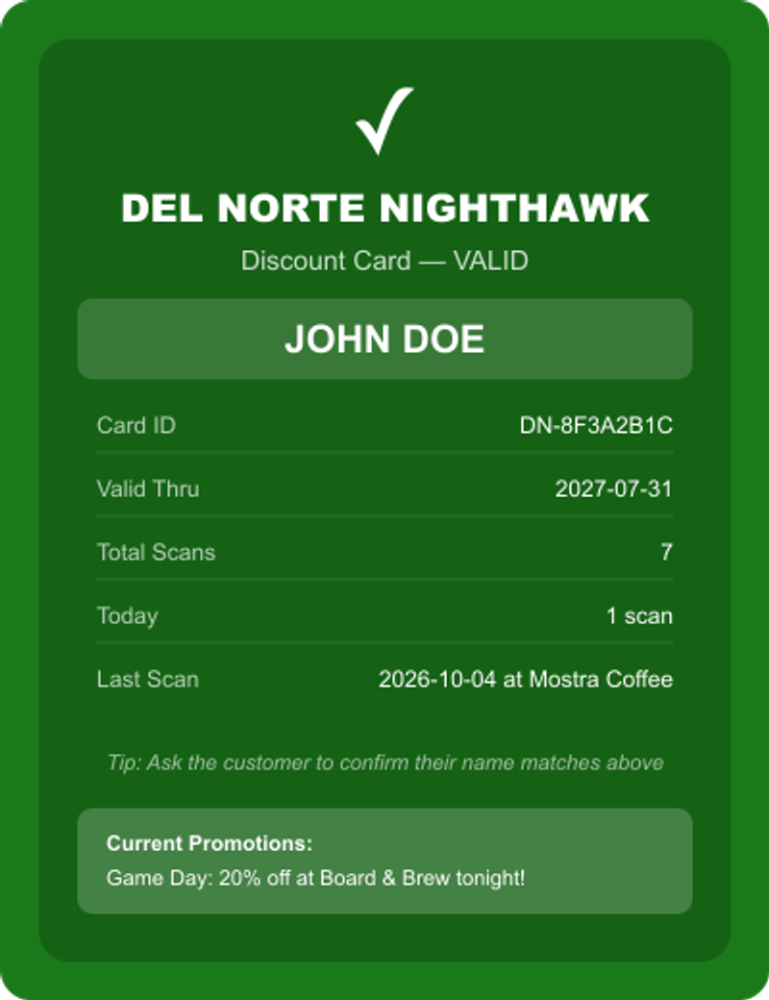 DEL NORTE NIGHTHAWK
Discount Card — VALID
JOHN DOE
Card ID DN-8F3A2B1C
Valid Thru 2027-07-31
Total Scans 7
Today 1 scan
Last Scan 2026-10-04 at Mostra Coffee
Tip: Ask the customer to confirm their name matches above
Current Promotions:
Game Day: 20% off at Board & Brew tonight!